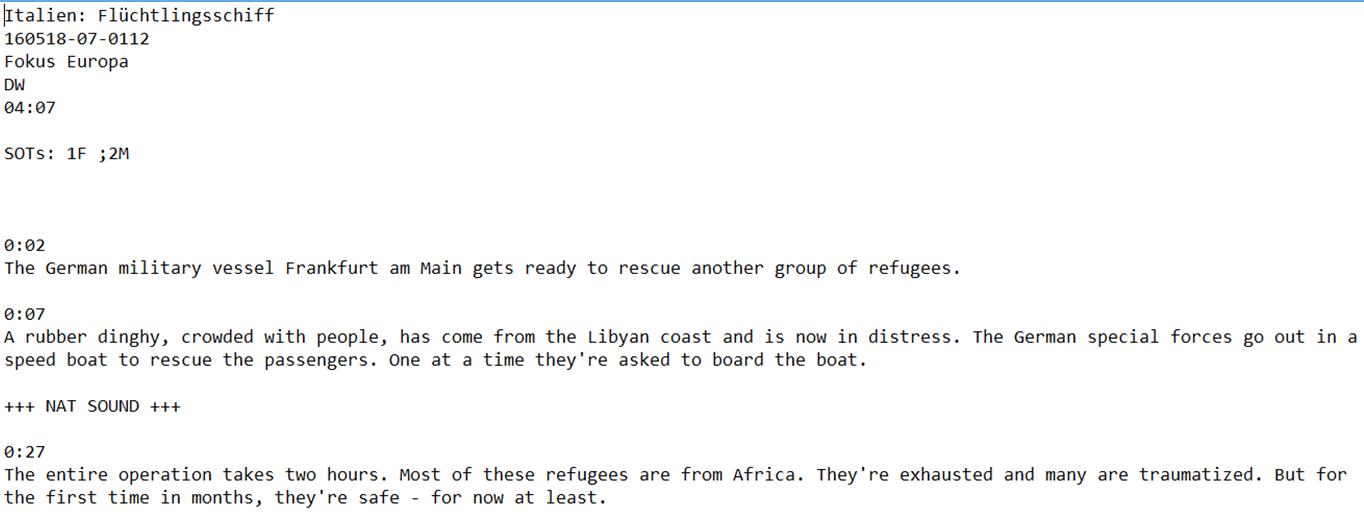 Italien: Flüchtlingsschiff
160518-07-0112
Fokus Europa
DW
04:07
SOTs: 1F ;2M
0:02
The German military vessel Frankfurt am Main gets ready to rescue another group of refugees.
0:07
A rubber dinghy, crowded with people, has come from the Libyan coast and is now in distress. The German special forces go out in a
speed boat to rescue the passengers. One at a time they're asked to board the boat.
+++ NAT SOUND +++
0:27
The entire operation takes two hours. Most of these refugees are from Africa. They're exhausted and many are traumatized. But for
the first time in months, they're safe - for now at least.